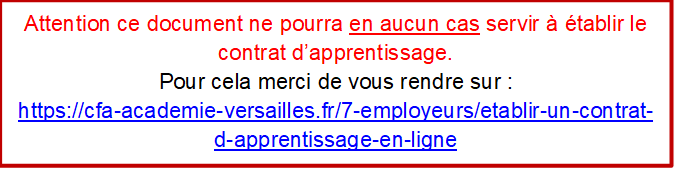 Attention ce document ne pourra en aucun cas servir à établir le
contrat d'apprentissage.
Pour cela merci de vous rendre sur :
https://cfa-academie-versailles.fr/7-employeurs/etablir-un-contrat-
d-apprentissage-en-ligne